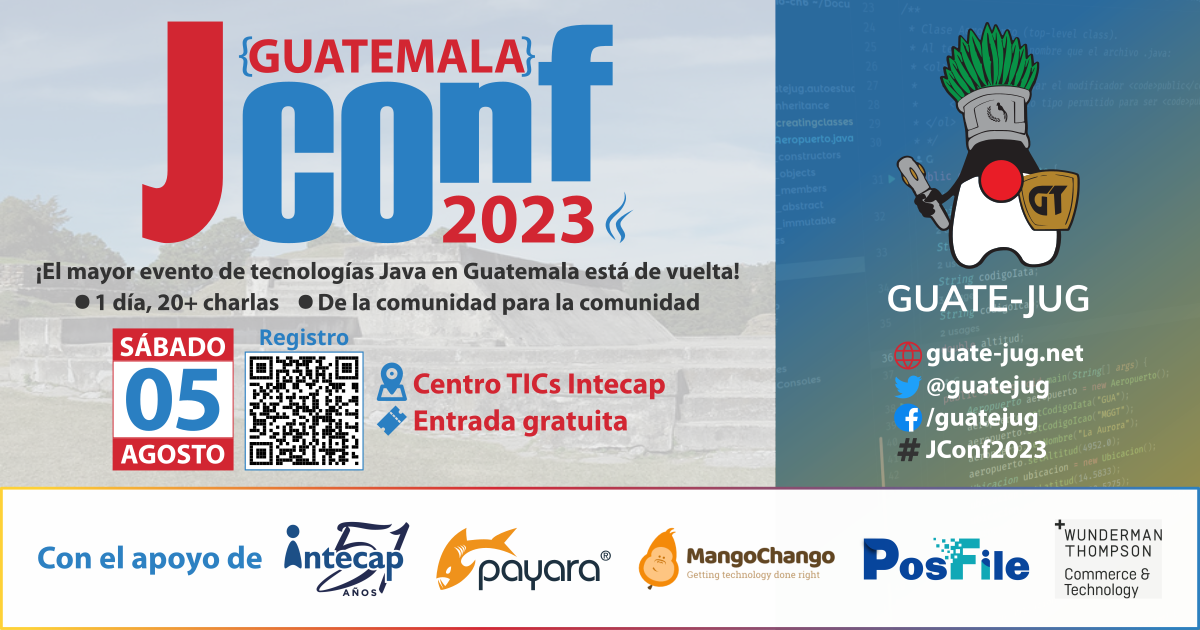 {GUATEMALA}
Jconf
2023
¡El mayor evento de tecnologías Java en Guatemala está de vuelta!
● 1 día, 20+ charlas ● De la comunidad para la comunidad
SÁBADO
05
AGOSTO
Registro
Centro TICs Intecap
Entrada gratuita
GT
GUATE-JUG
guate-jug.net
@guatejug
/guatejug
# JConf2023
Con el apoyo de
intecap
51
AÑOS
payara®
MangoChango
Getting technology done right
PosFile
WUNDERMAN
THOMPSON
Commerce &
Technology